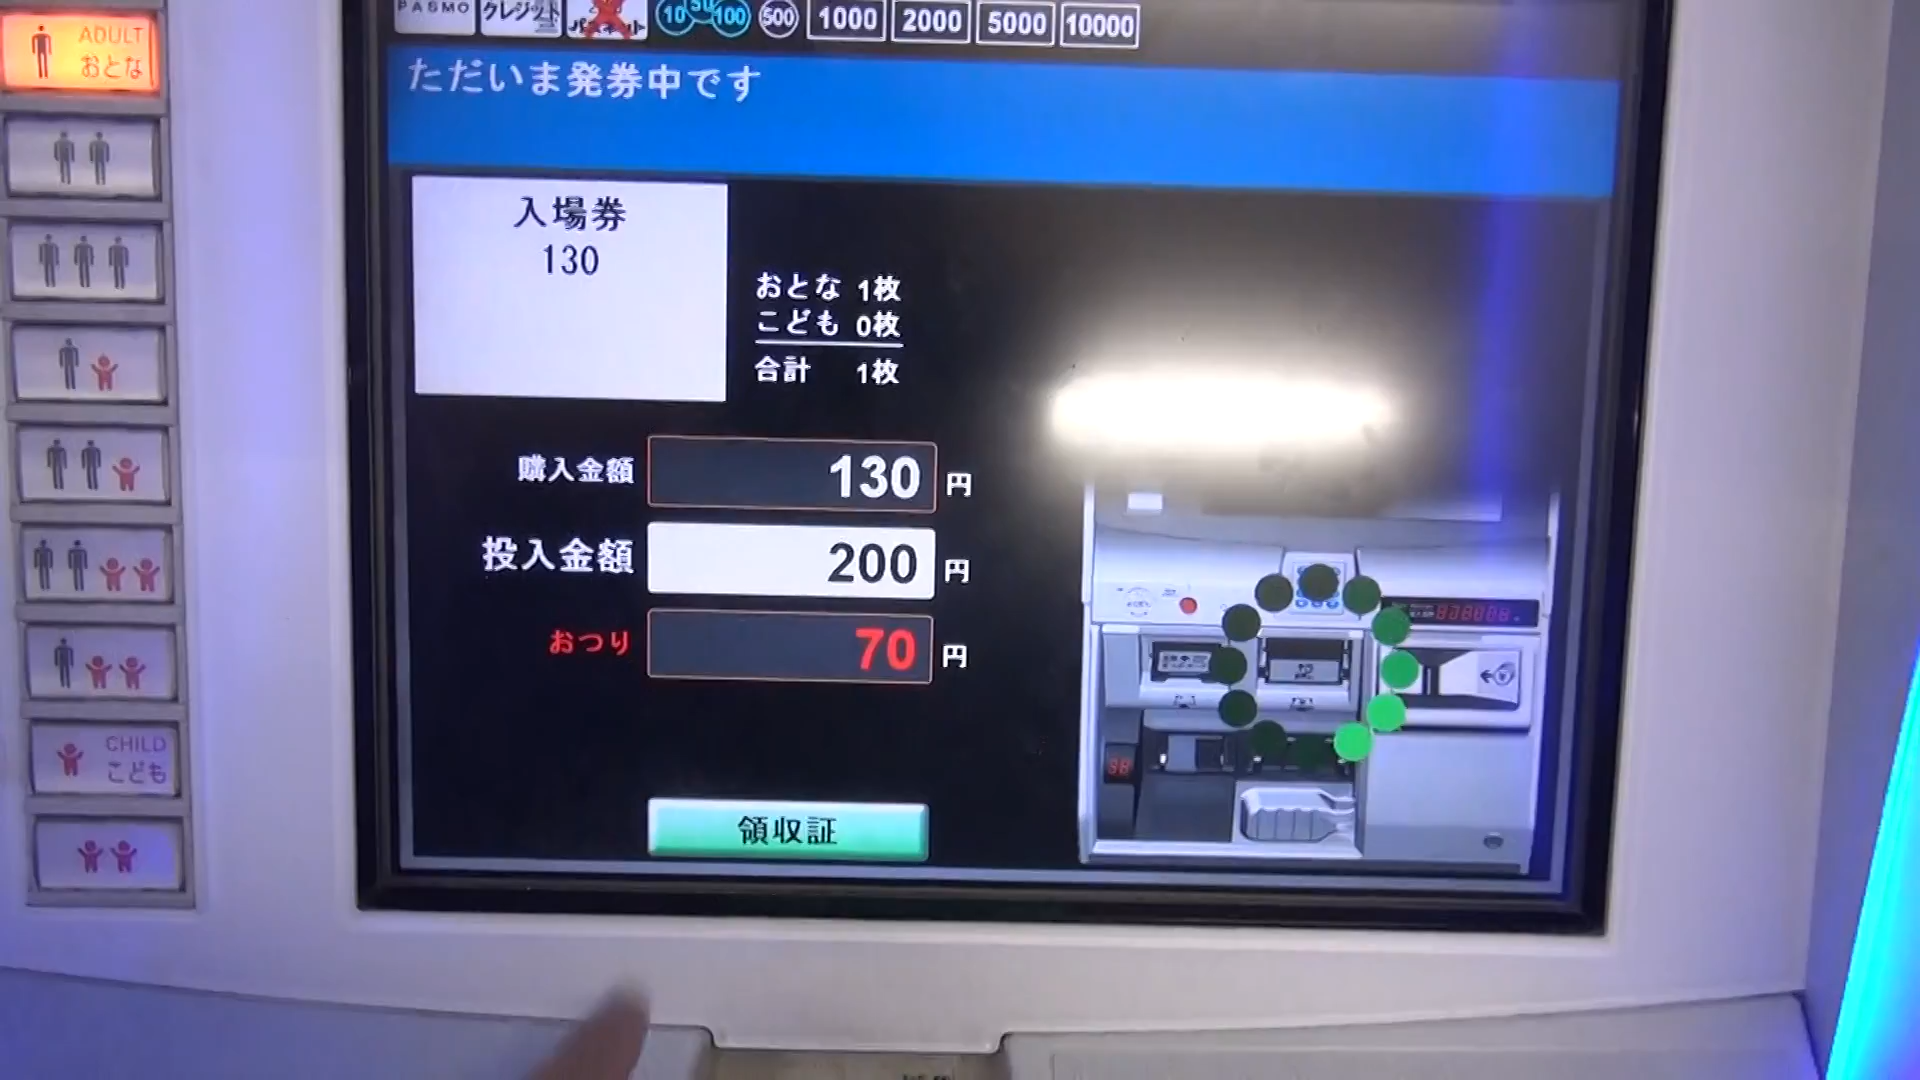 PASMO クレジット 10 50 100 500 1000 2000 5000 10000
ADULT
おとな
ただいま発券中です
入場券
130
おとな 1枚
こども 0枚
合計 1枚
購入金額 130 円
投入金額 200 円
おつり 70 円
CHILD
こども
領収証